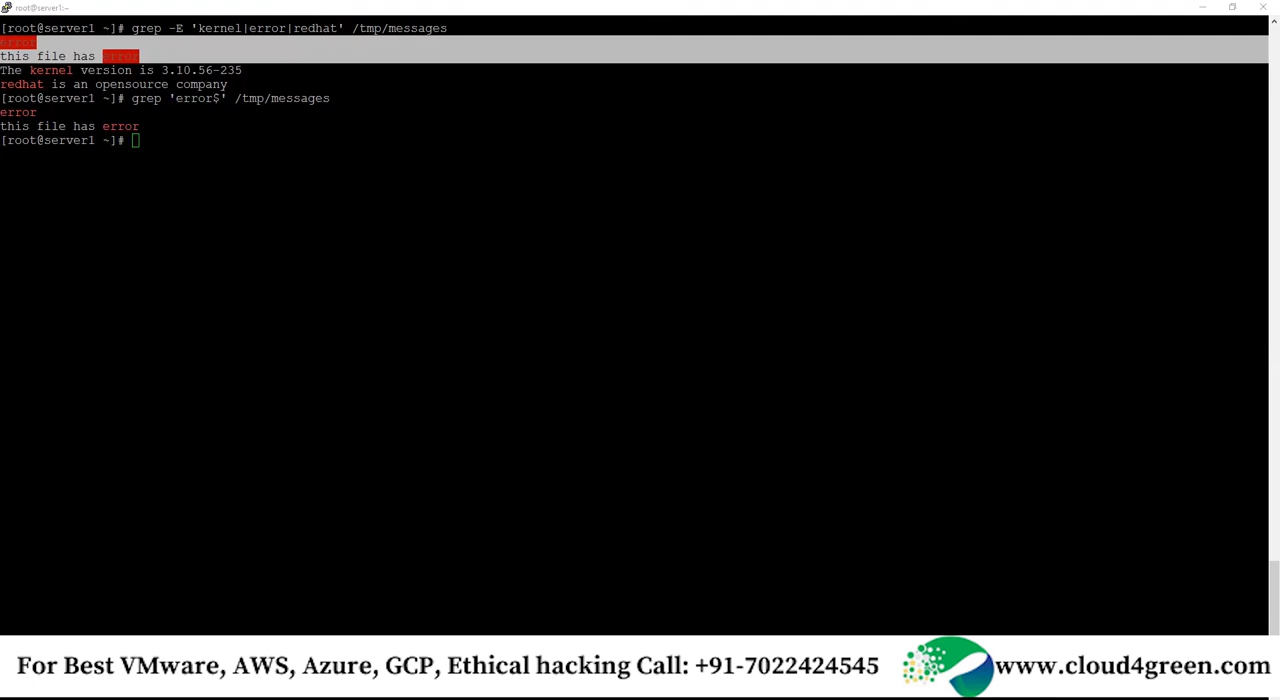 root@server1:~
[root@server1 ~]# grep -E 'kernel|error|redhat' /tmp/messages
error
this file has error
The kernel version is 3.10.56-235
redhat is an opensource company
[root@server1 ~]# grep 'error$' /tmp/messages
error
this file has error
[root@server1 ~]#
For Best VMware, AWS, Azure, GCP, Ethical hacking Call: +91-7022424545
www.cloud4green.com